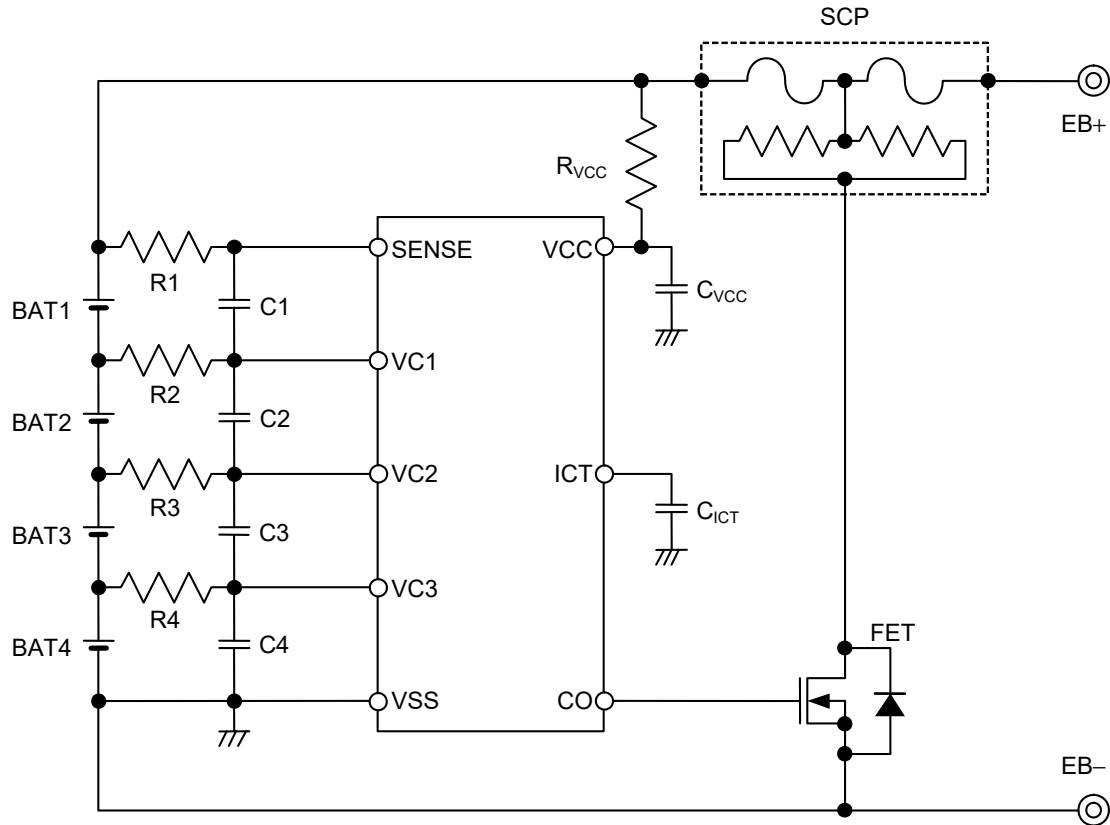 SCP
EB+
RVCC
SENSE
VCC
R1
BAT1
C1
CVCC
VC1
R2
BAT2
C2
VC2
ICT
R3
CICT
BAT3
C3
VC3
R4
BAT4
C4
FET
VSS
CO
EB−